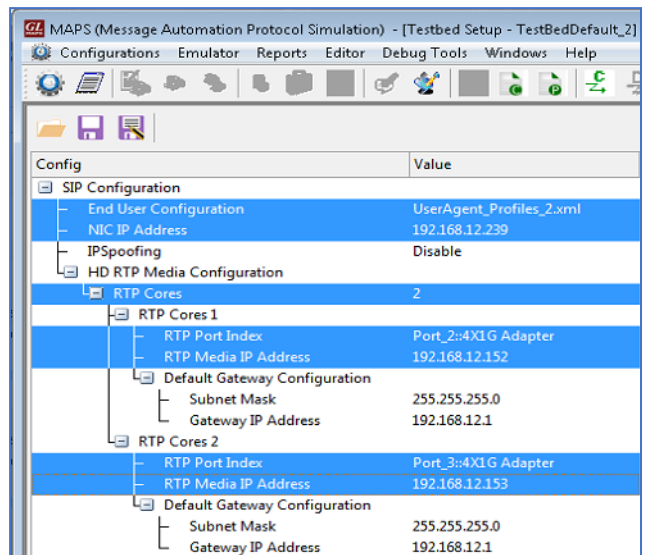 GL MAPS (Message Automation Protocol Simulation) - [Testbed Setup - TestBedDefault_2]
Configurations Emulator Reports Editor Debug Tools Windows Help
Config Value
SIP Configuration
End User Configuration UserAgent_Profiles_2.xml
NIC IP Address 192.168.12.239
IPSpoofing Disable
HD RTP Media Configuration
RTP Cores 2
RTP Cores 1
RTP Port Index Port_2::4X1G Adapter
RTP Media IP Address 192.168.12.152
Default Gateway Configuration
Subnet Mask 255.255.255.0
Gateway IP Address 192.168.12.1
RTP Cores 2
RTP Port Index Port_3::4X1G Adapter
RTP Media IP Address 192.168.12.153
Default Gateway Configuration
Subnet Mask 255.255.255.0
Gateway IP Address 192.168.12.1